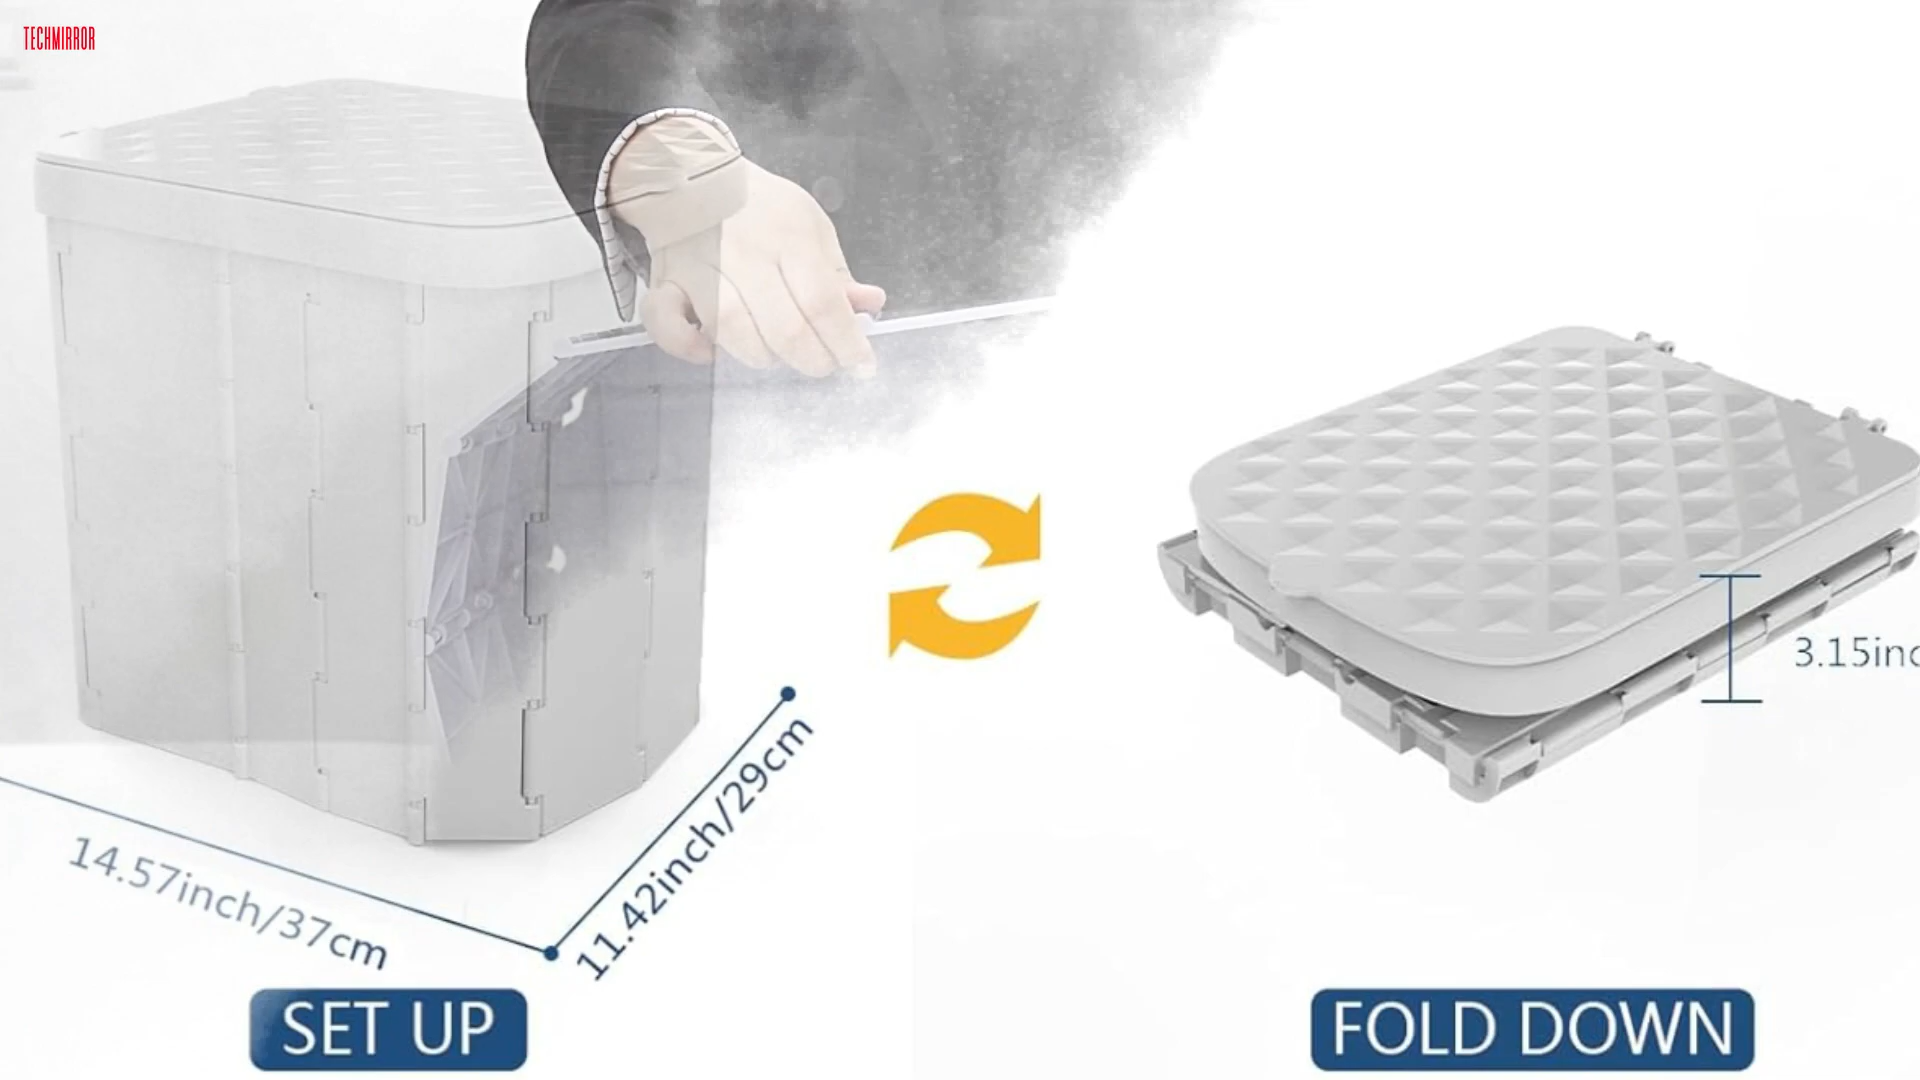 TECHMIRROR
14.57inch/37cm
11.42inch/29cm
3.15inc
SET UP
FOLD DOWN